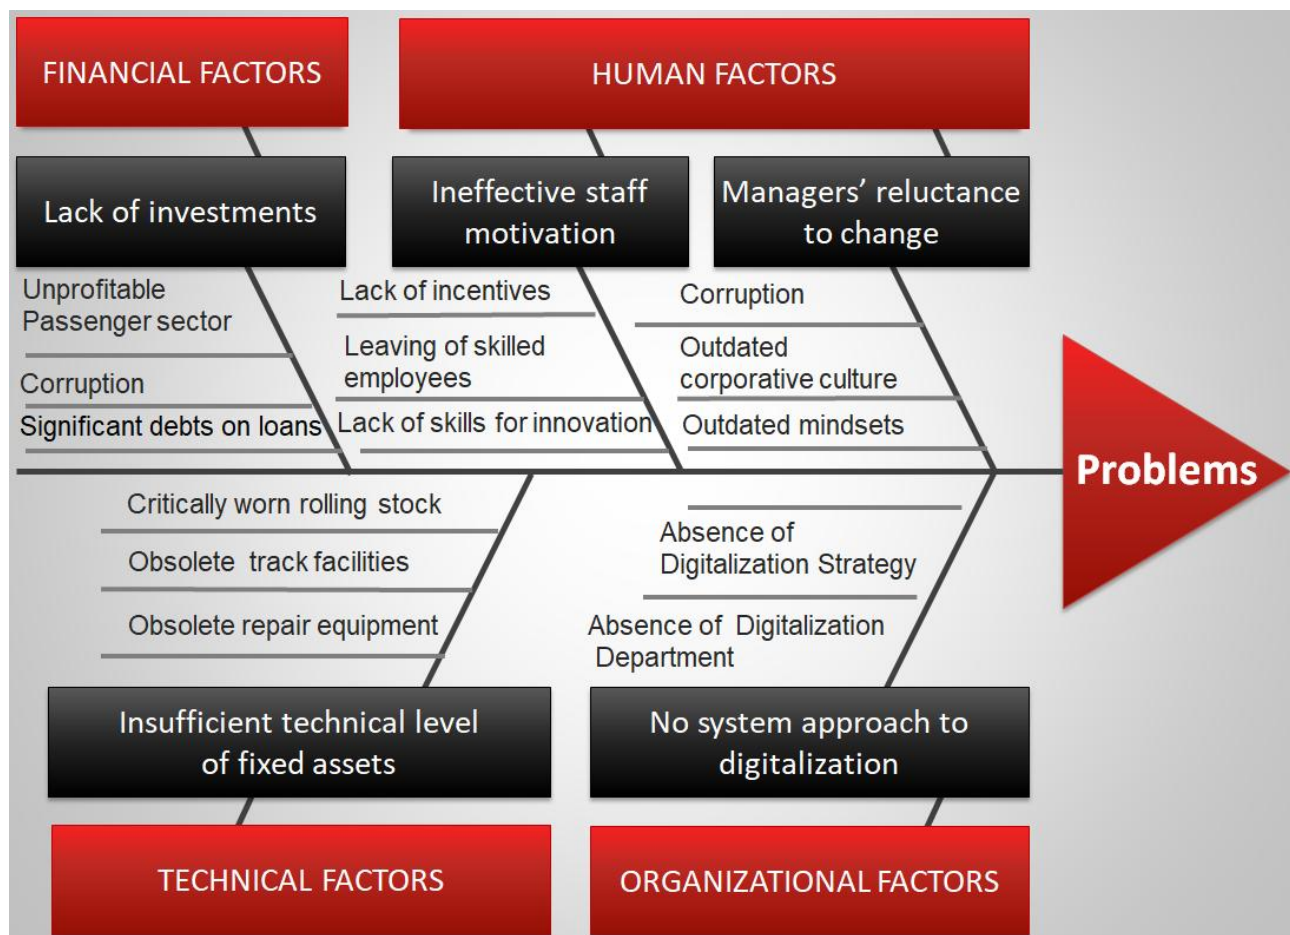 FINANCIAL FACTORS
HUMAN FACTORS
Lack of investments
Ineffective staff
motivation
Managers’ reluctance
to change
Unprofitable
Passenger sector
Corruption
Significant debts on loans
Lack of incentives
Leaving of skilled
employees
Lack of skills for innovation
Corruption
Outdated
corporative culture
Outdated mindsets
Problems
Critically worn rolling stock
Obsolete track facilities
Obsolete repair equipment
Absence of
Digitalization Strategy
Absence of Digitalization
Department
Insufficient technical level
of fixed assets
No system approach to
digitalization
TECHNICAL FACTORS
ORGANIZATIONAL FACTORS